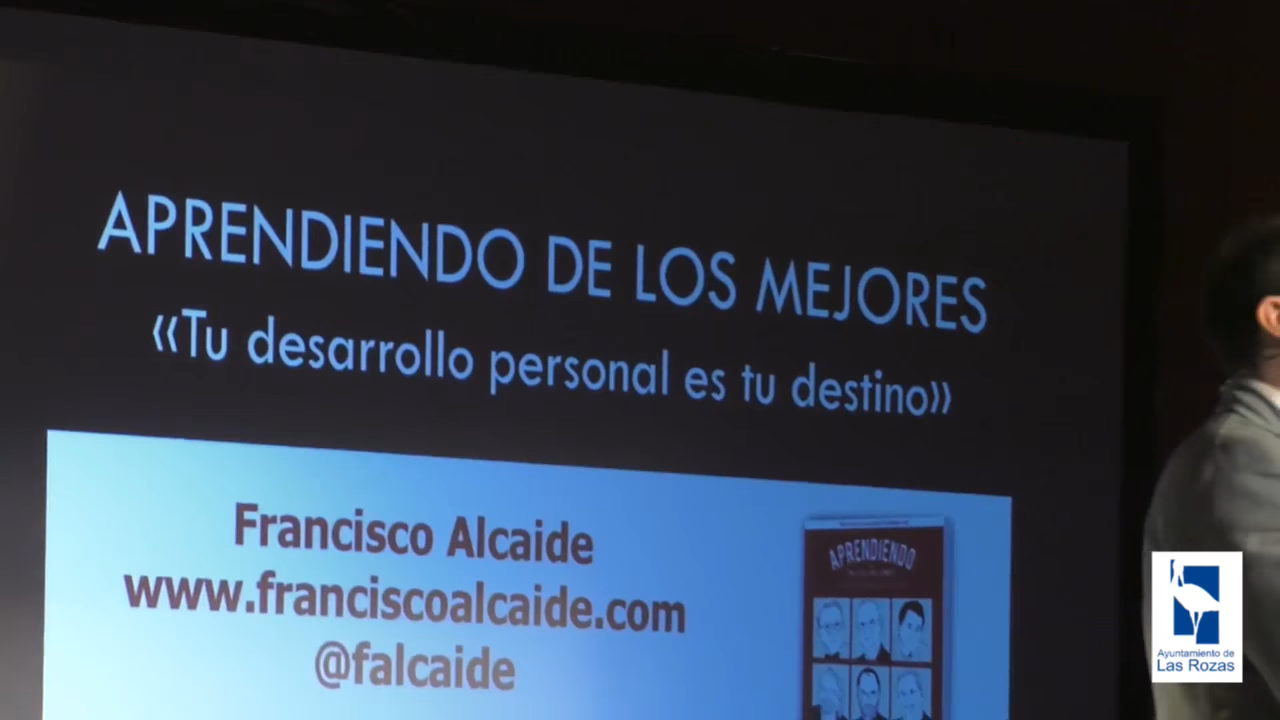 APRENDIENDO DE LOS MEJORES
«Tu desarrollo personal es tu destino»
Francisco Alcaide
www.franciscoalcaide.com
@falcaide
APRENDIENDO
Ayuntamiento de
Las Rozas